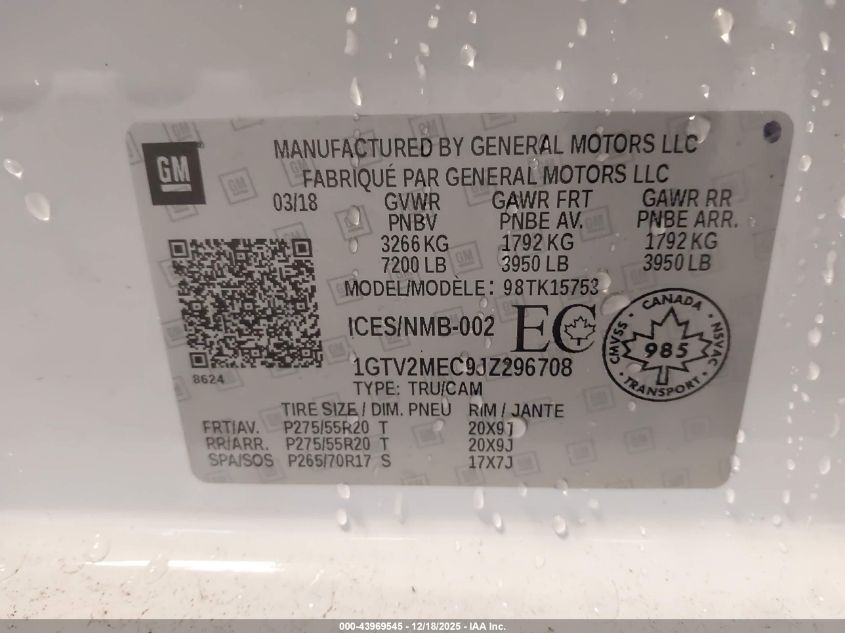 GM
MANUFACTURED BY GENERAL MOTORS LLC
FABRIQUÉ PAR GENERAL MOTORS LLC
03/18 GVWR GAWR FRT GAWR RR
PNBV PNBE AV. PNBE ARR.
3266 KG 1792 KG 1792 KG
7200 LB 3950 LB 3950 LB
MODEL/MODÈLE: 98TK15753
ICES/NMB-002 EC
CANADA
CMVSS 985 NSVAC
TRANSPORT
1GTV2MEC9JZ296708
8624
TYPE: TRU/CAM
TIRE SIZE / DIM. PNEU RIM / JANTE
FRT/AV. P275/55R20 T 20X9J
RR/ARR. P275/55R20 T 20X9J
SPA/SOS P265/70R17 S 17X7J
000-43969545 - 12/18/2025 - IAA Inc.